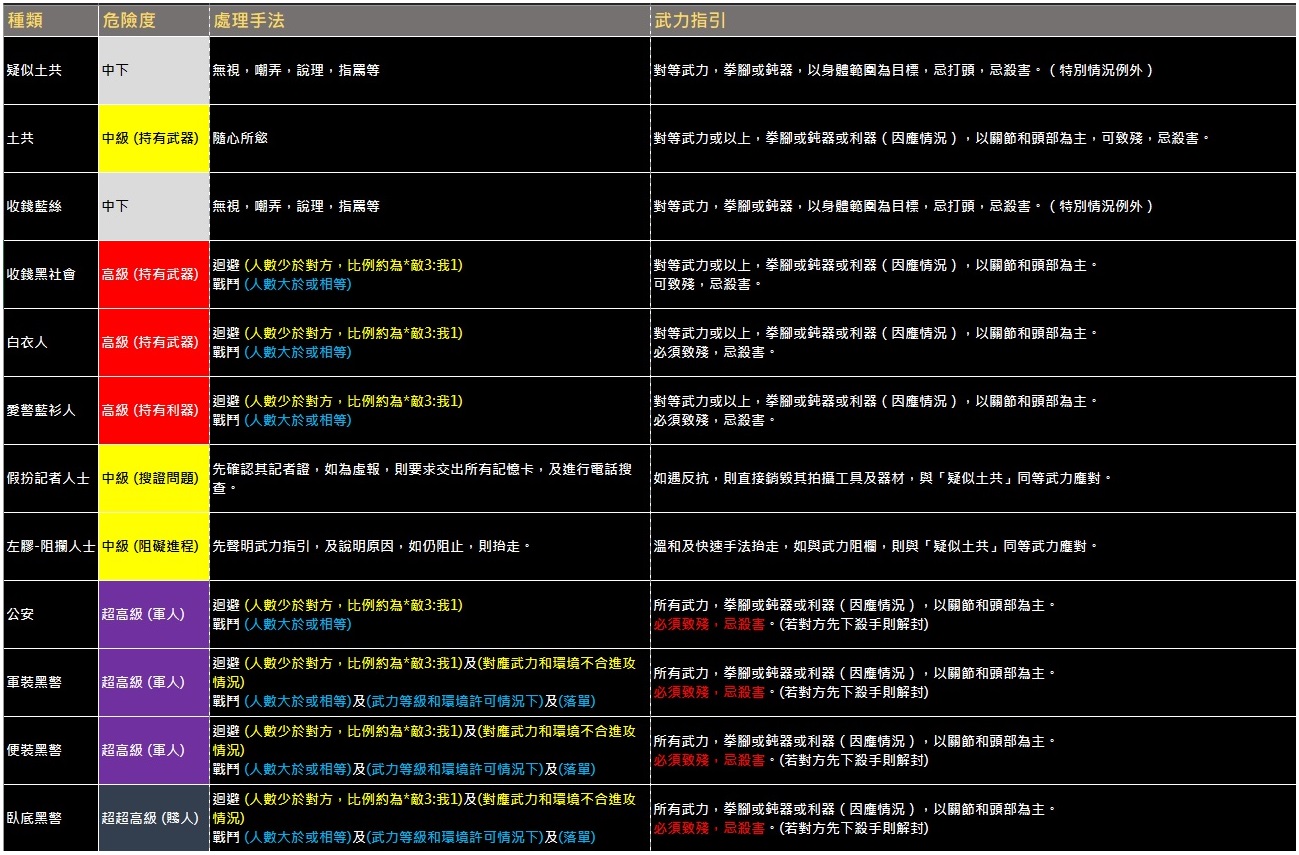 種類 危險度 處理手法 武力指引
疑似土共 中下 無視，嘲弄，說理，指罵等 對等武力，拳腳或鈍器，以身體範圍為目標，忌打頭，忌殺害。（特別情況例外）
土共 中級 (持有武器) 隨心所慾 對等武力或以上，拳腳或鈍器或利器（因應情況），以關節和頭部為主，可致殘，忌殺害。
收錢藍絲 中下 無視，嘲弄，說理，指罵等 對等武力，拳腳或鈍器，以身體範圍為目標，忌打頭，忌殺害。（特別情況例外）
收錢黑社會 高級 (持有武器)
迴避 (人數少於對方，比例約為*敵3:我1)
戰鬥 (人數大於或相等)
對等武力或以上，拳腳或鈍器或利器（因應情況），以關節和頭部為主。
可致殘，忌殺害。
白衣人 高級 (持有武器)
迴避 (人數少於對方，比例約為*敵3:我1)
戰鬥 (人數大於或相等)
對等武力或以上，拳腳或鈍器或利器（因應情況），以關節和頭部為主。
必須致殘，忌殺害。
愛警藍衫人 高級 (持有利器)
迴避 (人數少於對方，比例約為*敵3:我1)
戰鬥 (人數大於或相等)
對等武力或以上，拳腳或鈍器或利器（因應情況），以關節和頭部為主。
必須致殘，忌殺害。
假扮記者人士 中級 (搜證問題)
先確認其記者證，如為虛報，則要求交出所有記憶卡，及進行電話搜
查。
如遇反抗，則直接銷毀其拍攝工具及器材，與「疑似土共」同等武力應對。
左膠-阻攔人士 中級 (阻礙進程) 先聲明武力指引，及說明原因，如仍阻止，則抬走。 溫和及快速手法抬走，如與武力阻欄，則與「疑似土共」同等武力應對。
公安 超高級 (軍人)
迴避 (人數少於對方，比例約為*敵3:我1)
戰鬥 (人數大於或相等)
所有武力，拳腳或鈍器或利器（因應情況），以關節和頭部為主。
必須致殘，忌殺害。(若對方先下殺手則解封)
軍裝黑警 超高級 (軍人)
迴避 (人數少於對方，比例約為*敵3:我1)及(對應武力和環境不合進攻
情況)
戰鬥 (人數大於或相等)及(武力等級和環境許可情況下)及(落單)
所有武力，拳腳或鈍器或利器（因應情況），以關節和頭部為主。
必須致殘，忌殺害。(若對方先下殺手則解封)
便裝黑警 超高級 (軍人)
迴避 (人數少於對方，比例約為*敵3:我1)及(對應武力和環境不合進攻
情況)
戰鬥 (人數大於或相等)及(武力等級和環境許可情況下)及(落單)
所有武力，拳腳或鈍器或利器（因應情況），以關節和頭部為主。
必須致殘，忌殺害。(若對方先下殺手則解封)
臥底黑警 超超高級 (賤人)
迴避 (人數少於對方，比例約為*敵3:我1)及(對應武力和環境不合進攻
情況)
戰鬥 (人數大於或相等)及(武力等級和環境許可情況下)及(落單)
所有武力，拳腳或鈍器或利器（因應情況），以關節和頭部為主。
必須致殘，忌殺害。(若對方先下殺手則解封)